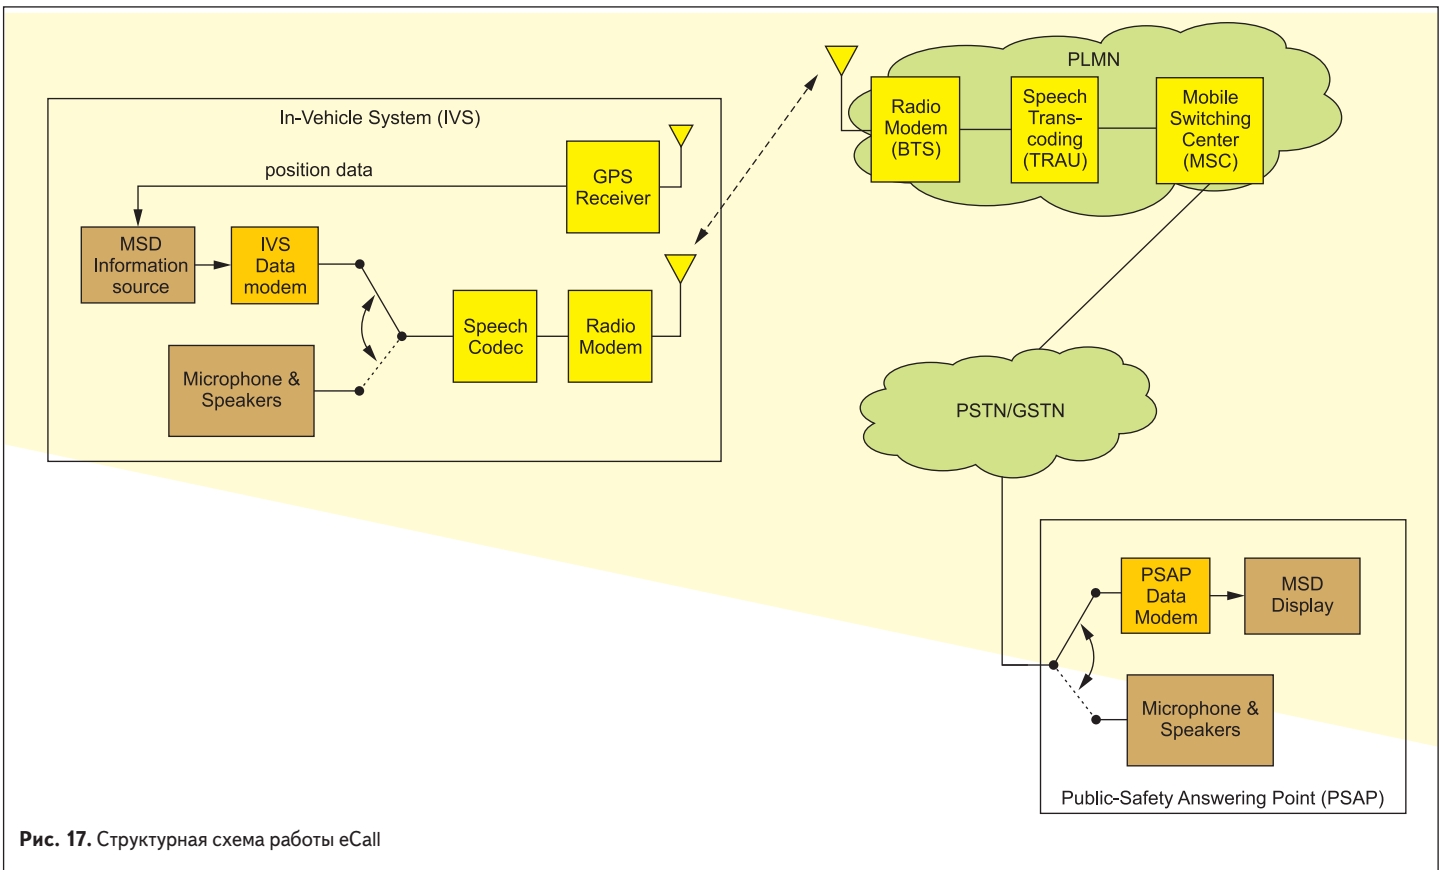 PLMN
Radio
Modem
(BTS)
Speech
Trans-
coding
(TRAU)
Mobile
Switching
Center
(MSC)
In-Vehicle System (IVS)
position data
GPS
Receiver
MSD
Information
source
IVS
Data
modem
Speech
Codec
Radio
Modem
Microphone &
Speakers
PSTN/GSTN
PSAP
Data
Modem
MSD
Display
Microphone &
Speakers
Public-Safety Answering Point (PSAP)
Рис. 17. Структурная схема работы eCall